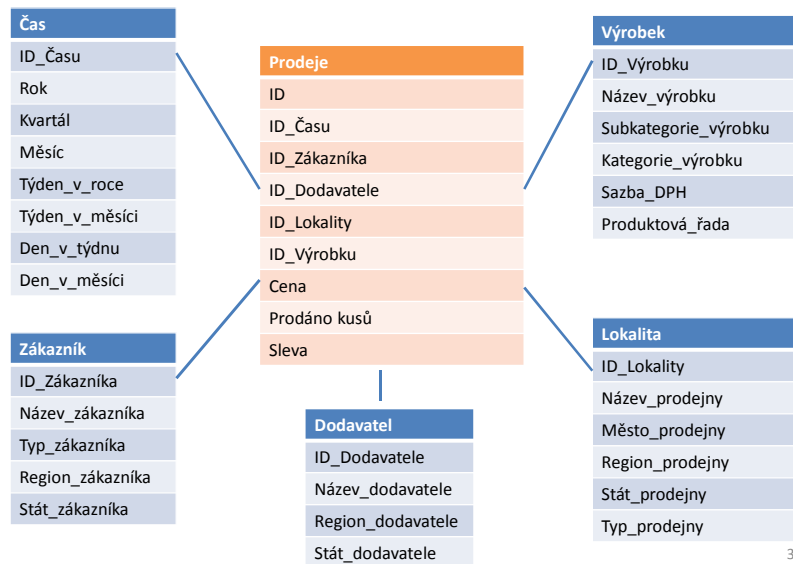 Čas
ID_Času
Rok
Kvartál
Měsíc
Týden_v_roce
Týden_v_měsíci
Den_v_týdnu
Den_v_měsíci
Prodeje
ID
ID_Času
ID_Zákazníka
ID_Dodavatele
ID_Lokality
ID_Výrobku
Cena
Prodáno kusů
Sleva
Výrobek
ID_Výrobku
Název_výrobku
Subkategorie_výrobku
Kategorie_výrobku
Sazba_DPH
Produktová_řada
Zákazník
ID_Zákazníka
Název_zákazníka
Typ_zákazníka
Region_zákazníka
Stát_zákazníka
Dodavatel
ID_Dodavatele
Název_dodavatele
Region_dodavatele
Stát_dodavatele
Lokalita
ID_Lokality
Název_prodejny
Město_prodejny
Region_prodejny
Stát_prodejny
Typ_prodejny
3